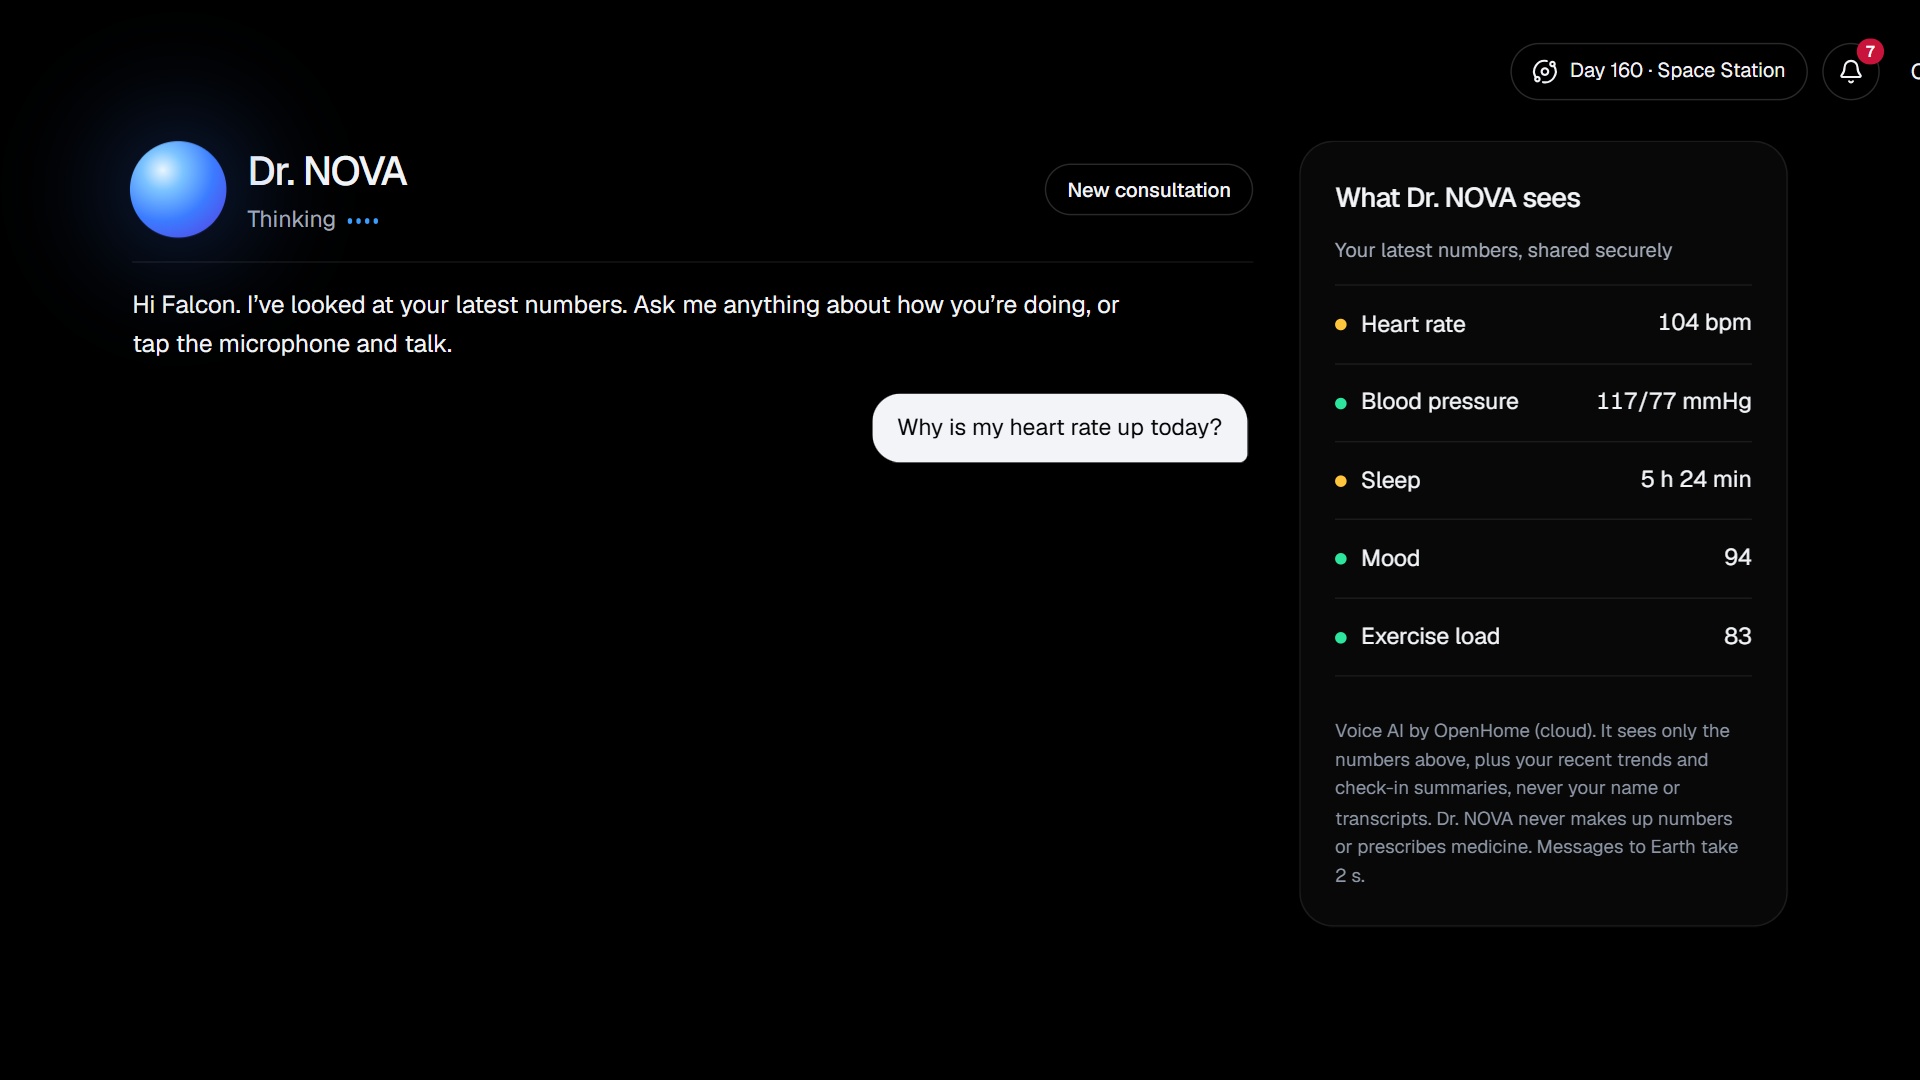 Day 160 · Space Station
7
Dr. NOVA
Thinking
New consultation
Hi Falcon. I’ve looked at your latest numbers. Ask me anything about how you’re doing, or
tap the microphone and talk.
Why is my heart rate up today?
What Dr. NOVA sees
Your latest numbers, shared securely
Heart rate 104 bpm
Blood pressure 117/77 mmHg
Sleep 5 h 24 min
Mood 94
Exercise load 83
Voice AI by OpenHome (cloud). It sees only the
numbers above, plus your recent trends and
check-in summaries, never your name or
transcripts. Dr. NOVA never makes up numbers
or prescribes medicine. Messages to Earth take
2 s.